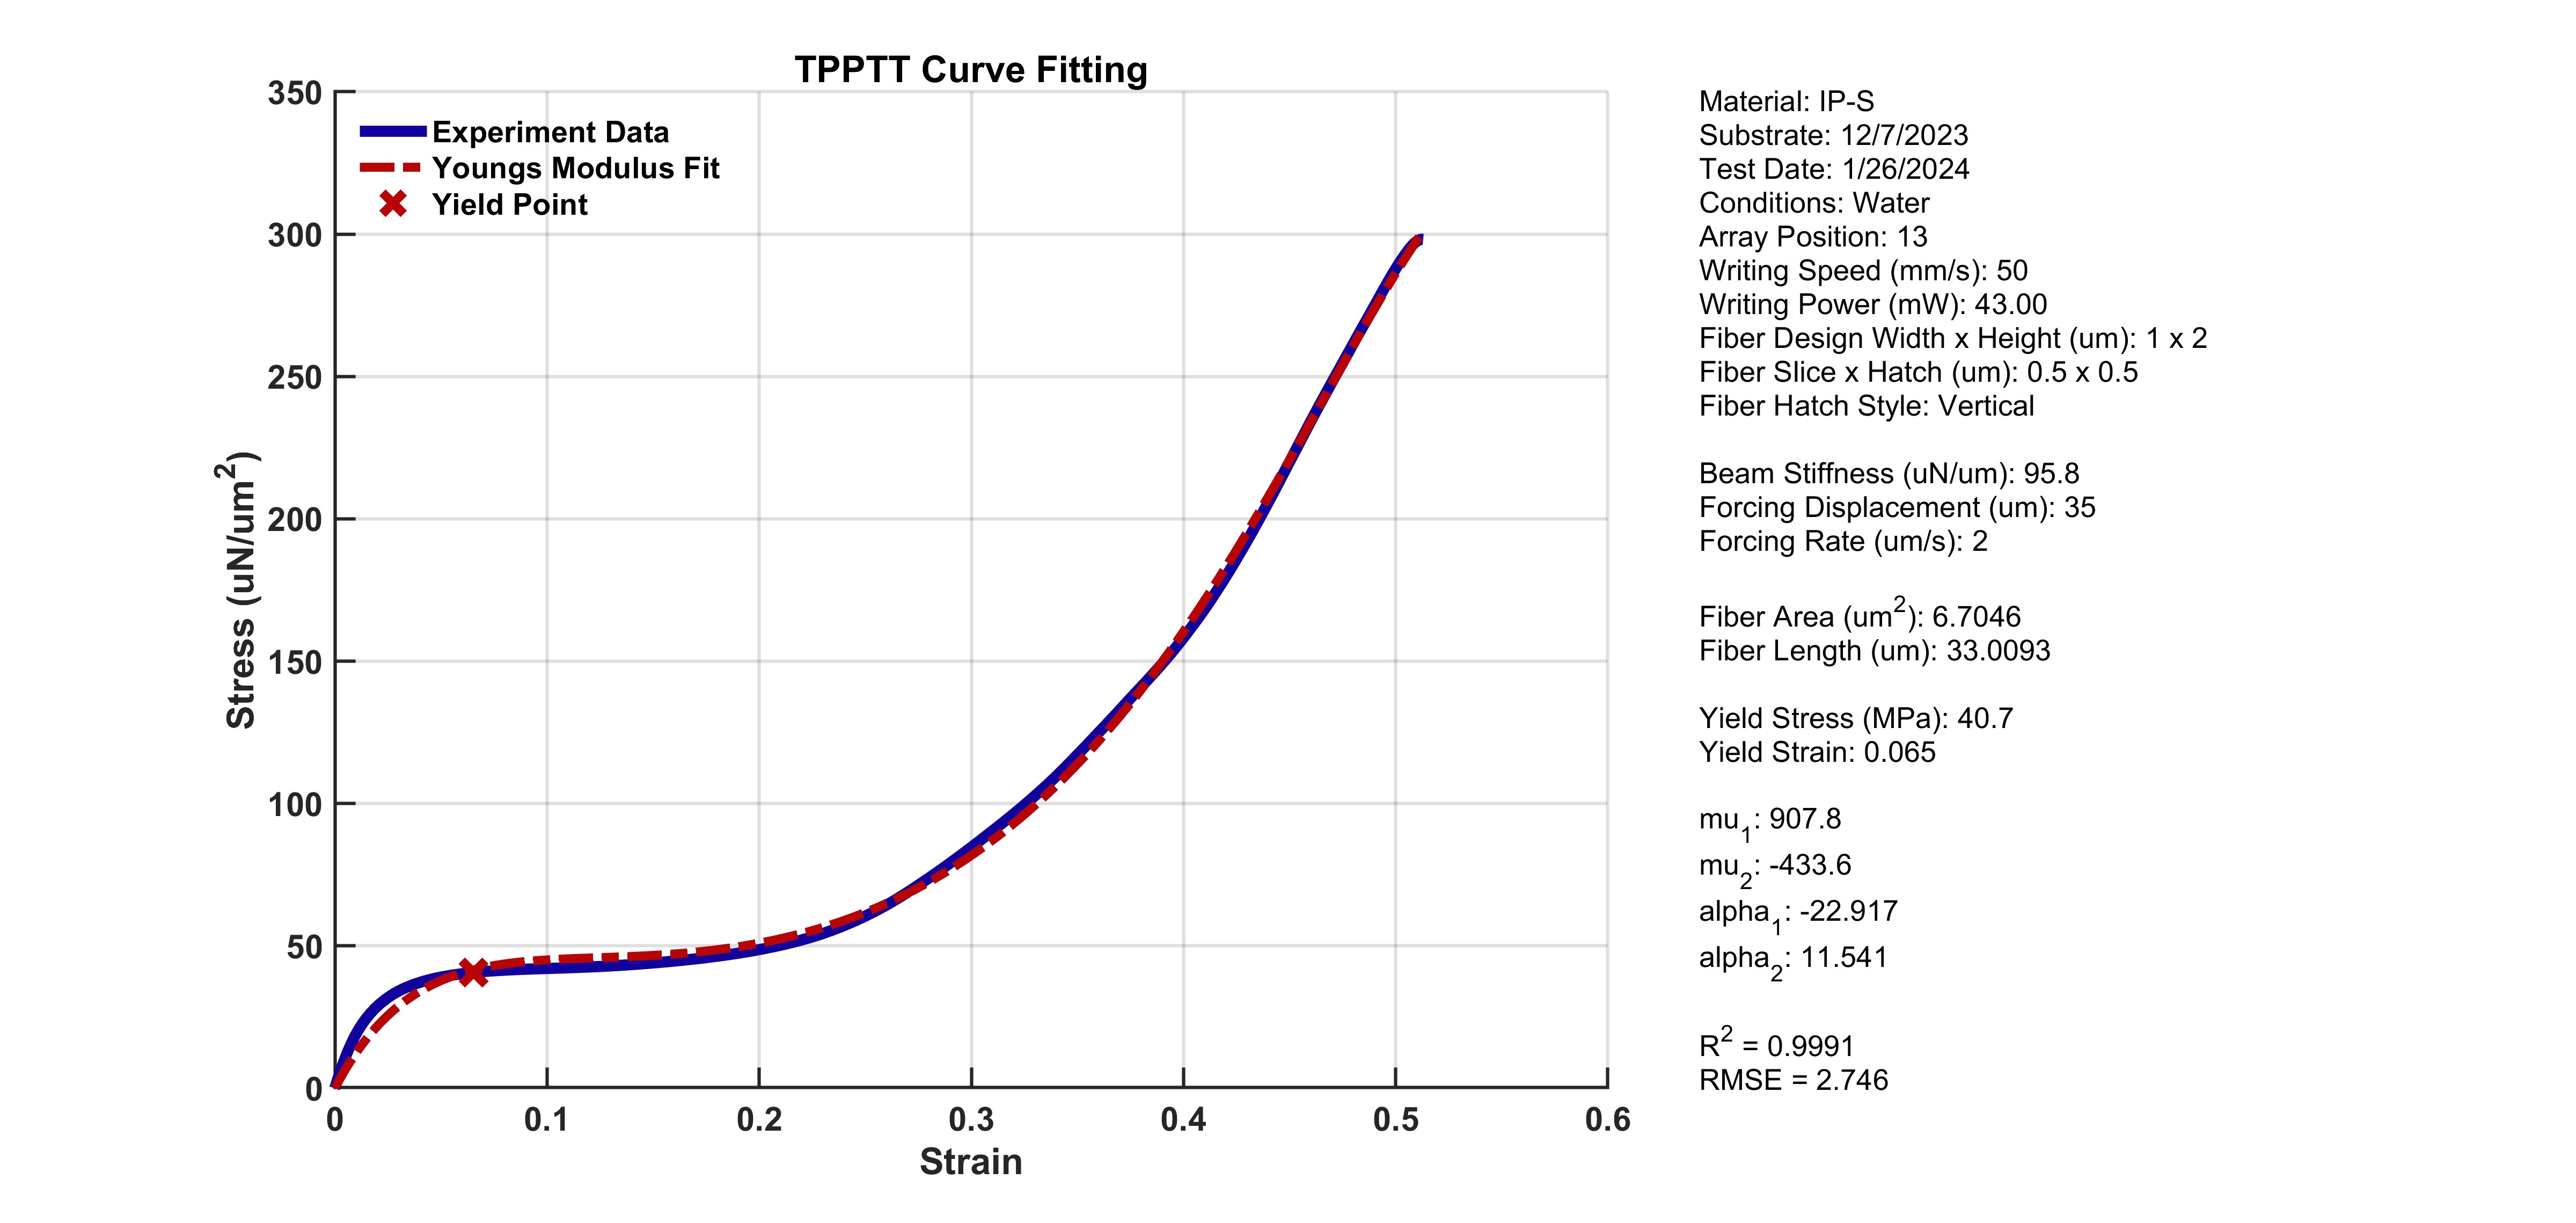 TPPTT Curve Fitting
350
300
250
200
150
100
50
0
Stress (uN/um²)
Experiment Data
Youngs Modulus Fit
Yield Point
0 0.1 0.2 0.3 0.4 0.5 0.6
Strain
Material: IP-S
Substrate: 12/7/2023
Test Date: 1/26/2024
Conditions: Water
Array Position: 13
Writing Speed (mm/s): 50
Writing Power (mW): 43.00
Fiber Design Width x Height (um): 1 x 2
Fiber Slice x Hatch (um): 0.5 x 0.5
Fiber Hatch Style: Vertical
Beam Stiffness (uN/um): 95.8
Forcing Displacement (um): 35
Forcing Rate (um/s): 2
Fiber Area (um²): 6.7046
Fiber Length (um): 33.0093
Yield Stress (MPa): 40.7
Yield Strain: 0.065
mu₁: 907.8
mu₂: -433.6
alpha₁: -22.917
alpha₂: 11.541
R² = 0.9991
RMSE = 2.746